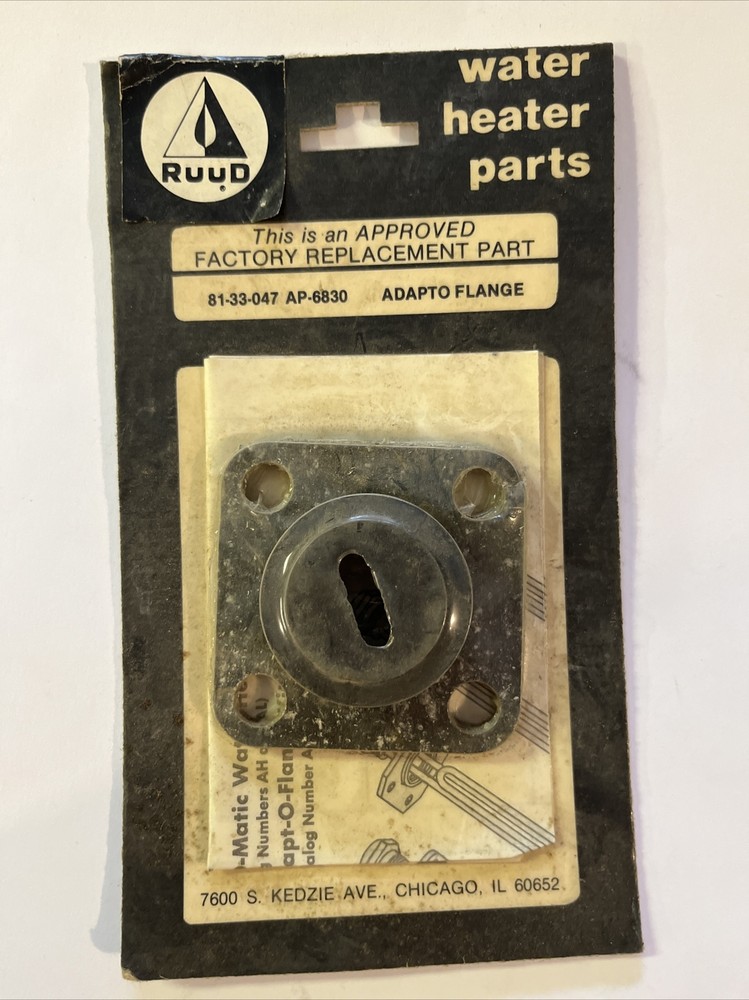 RUUD
water
heater
parts
This is an APPROVED
FACTORY REPLACEMENT PART
81-33-047 AP-6830 ADAPTO FLANGE
-Matic Wa
Numbers AH
apt-O-Flan
alog Number A
7600 S. KEDZIE AVE., CHICAGO, IL 60652